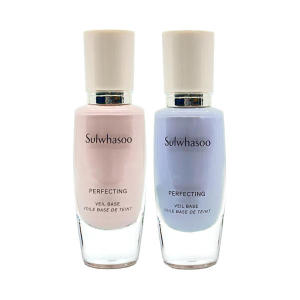 Sulwhasoo
PERFECTING
VEIL BASE
VOILE BASE DE TEINT
Sulwhasoo
PERFECTING
VEIL BASE
VOILE BASE DE TEINT